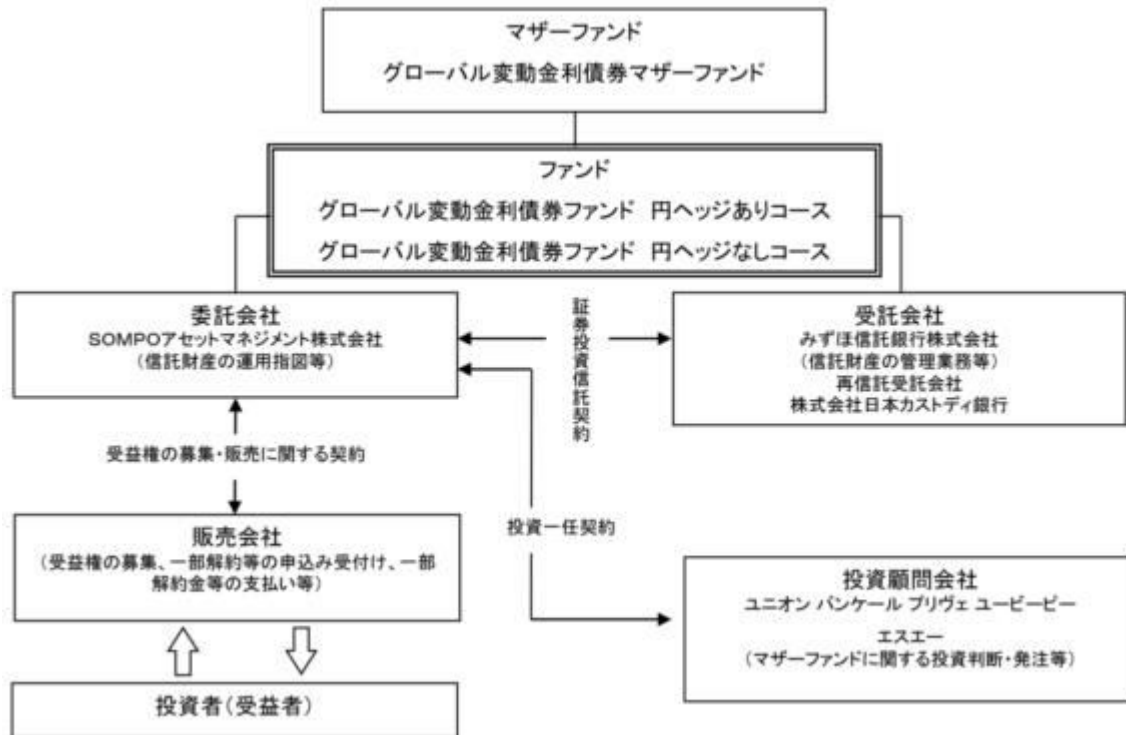 マザーファンド
グローバル変動金利債券マザーファンド
ファンド
グローバル変動金利債券ファンド 円ヘッジありコース
グローバル変動金利債券ファンド 円ヘッジなしコース
委託会社
SOMPOアセットマネジメント株式会社
(信託財産の運用指図等)
証券投資信託契約
受託会社
みずほ信託銀行株式会社
(信託財産の管理業務等)
再信託受託会社
株式会社日本カストディ銀行
受益権の募集・販売に関する契約
販売会社
(受益権の募集、一部解約等の申込み受付け、一部
解約金等の支払い等)
投資一任契約
投資顧問会社
ユニオン バンケール プリヴェ ユービーピー
エスエー
(マザーファンドに関する投資判断・発注等)
投資者(受益者)